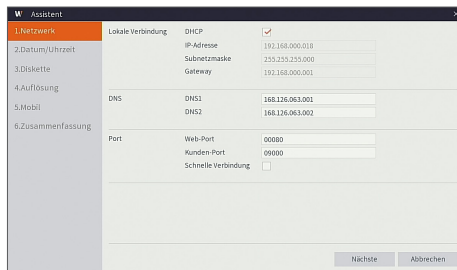 W Assistent
1.Netzwerk
2.Datum/Uhrzeit
3.Diskette
4.Auflösung
5.Mobil
6.Zusammenfassung
Lokale Verbindung DHCP
IP-Adresse 192.168.000.018
Subnetzmaske 255.255.255.000
Gateway 192.168.000.001
DNS DNS1 168.126.063.001
DNS2 168.126.063.002
Port Web-Port 00080
Kunden-Port 09000
Schnelle Verbindung
Nächste Abbrechen